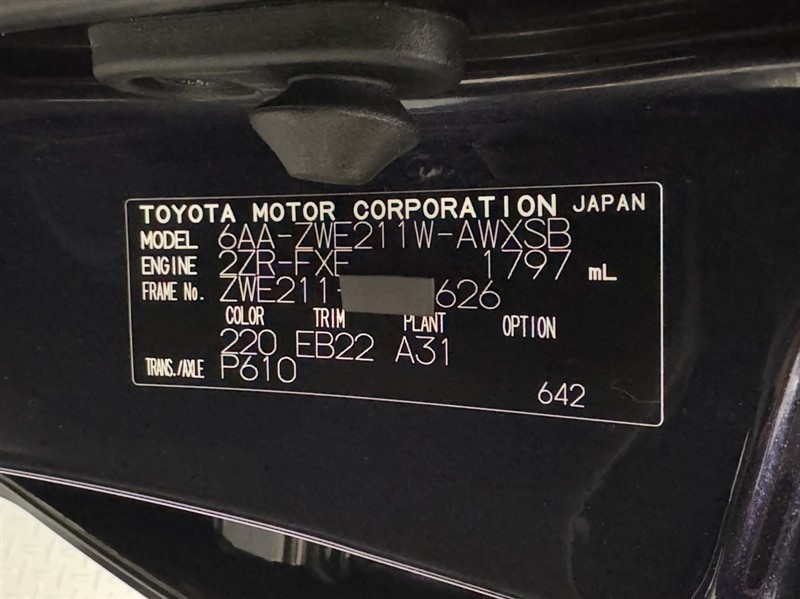 TOYOTA MOTOR CORPORATION JAPAN
MODEL 6AA-ZWE211W-AWXSB
ENGINE 2ZR-FXE 1797 mL
FRAME No. ZWE211- 626
COLOR TRIM PLANT OPTION
220 EB22 A31
TRANS./AXLE P610
642